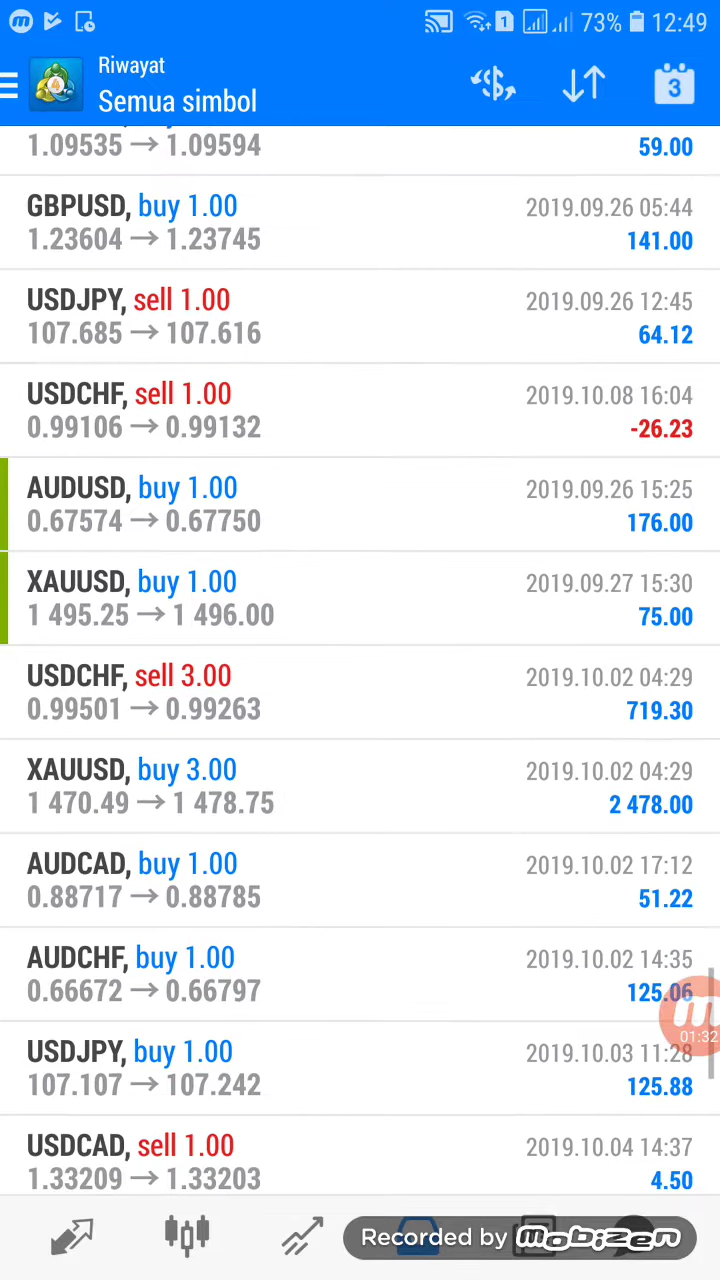 1 73% 12:49
Riwayat
Semua simbol
3
1.09535 → 1.09594 59.00
GBPUSD, buy 1.00 2019.09.26 05:44
1.23604 → 1.23745 141.00
USDJPY, sell 1.00 2019.09.26 12:45
107.685 → 107.616 64.12
USDCHF, sell 1.00 2019.10.08 16:04
0.99106 → 0.99132 -26.23
AUDUSD, buy 1.00 2019.09.26 15:25
0.67574 → 0.67750 176.00
XAUUSD, buy 1.00 2019.09.27 15:30
1 495.25 → 1 496.00 75.00
USDCHF, sell 3.00 2019.10.02 04:29
0.99501 → 0.99263 719.30
XAUUSD, buy 3.00 2019.10.02 04:29
1 470.49 → 1 478.75 2 478.00
AUDCAD, buy 1.00 2019.10.02 17:12
0.88717 → 0.88785 51.22
AUDCHF, buy 1.00 2019.10.02 14:35
0.66672 → 0.66797 125.06
01:32
USDJPY, buy 1.00 2019.10.03 11:28
107.107 → 107.242 125.88
USDCAD, sell 1.00 2019.10.04 14:37
1.33209 → 1.33203 4.50
Recorded by mobizen